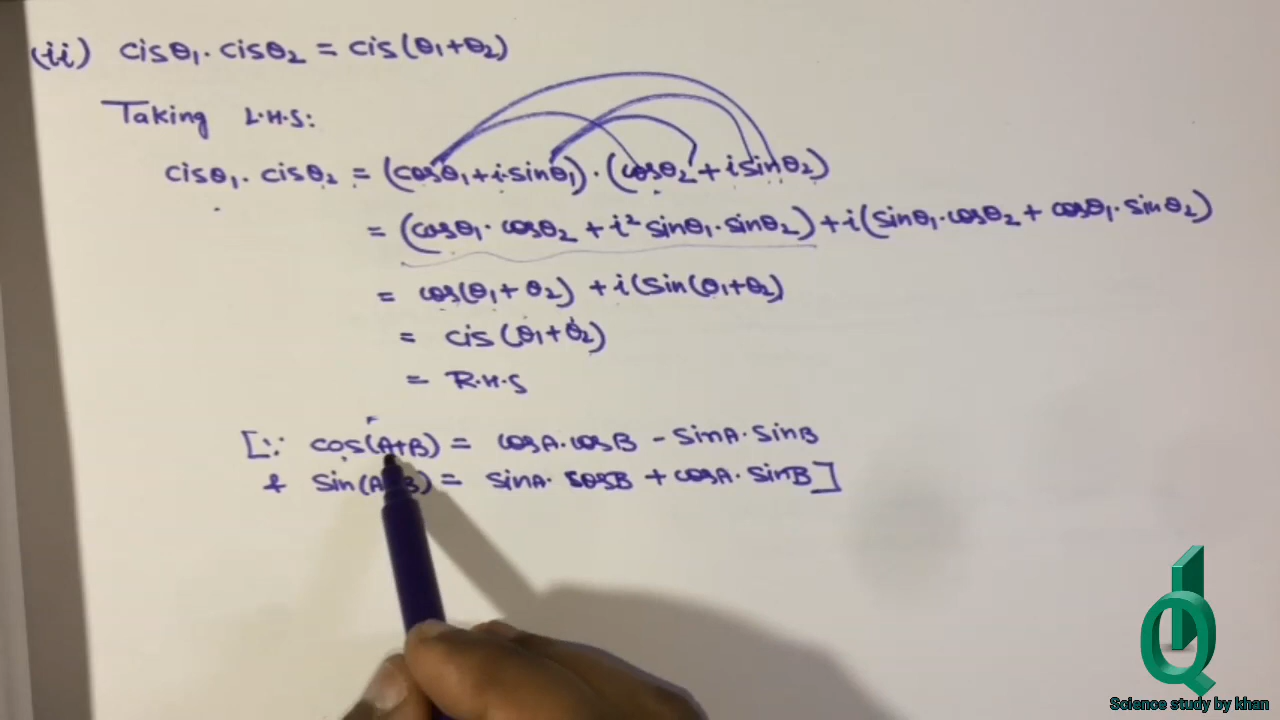 (ii) cisθ₁. cisθ₂ = cis(θ₁+θ₂)
Taking L.H.S:
cisθ₁. cisθ₂ = (cosθ₁+i.sinθ₁).(cosθ₂+isinθ₂)
= (cosθ₁. cosθ₂ + i² sinθ₁.sinθ₂)+i(sinθ₁.cosθ₂ + cosθ₁.sinθ₂)
= cos(θ₁+θ₂) + i(sin(θ₁+θ₂)
= cis(θ₁+θ₂)
= R.H.S
[∵ cos(A+B) = cosA.cosB - sinA.sinB
& sin(A B) = sinA. cosB + cosA. sinB]
Science study by khan